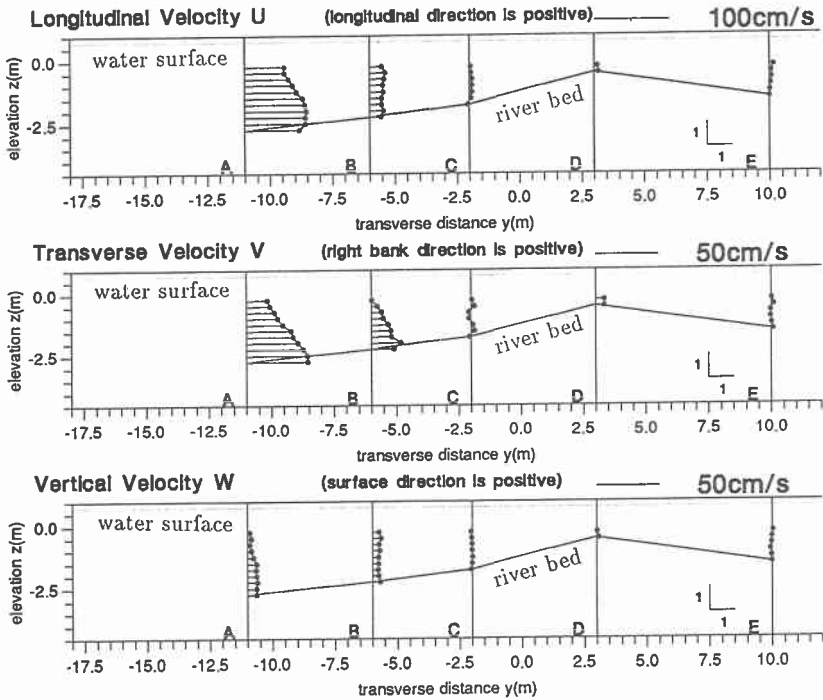 Longitudinal Velocity U (longitudinal direction is positive) 100cm/s
water surface
0.0
-2.5
elevation z(m)
river bed
1
1
A B C D E
-17.5 -15.0 -12.5 -10.0 -7.5 -5.0 -2.5 0.0 2.5 5.0 7.5 10.0
transverse distance y(m)
Transverse Velocity V (right bank direction is positive) 50cm/s
water surface
0.0
-2.5
elevation z(m)
river bed
1
1
A B C D E
-17.5 -15.0 -12.5 -10.0 -7.5 -5.0 -2.5 0.0 2.5 5.0 7.5 10.0
transverse distance y(m)
Vertical Velocity W (surface direction is positive) 50cm/s
water surface
0.0
-2.5
elevation z(m)
river bed
1
1
A B C D E
-17.5 -15.0 -12.5 -10.0 -7.5 -5.0 -2.5 0.0 2.5 5.0 7.5 10.0
transverse distance y(m)